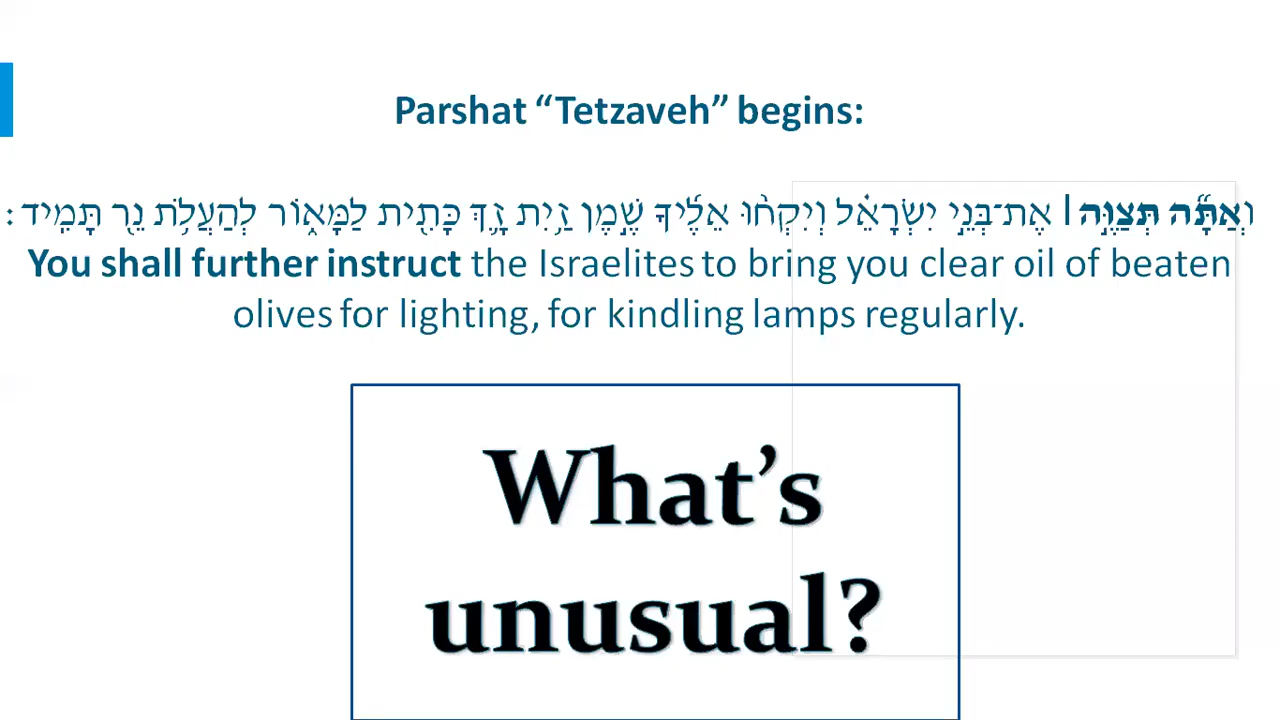 Parshat “Tetzaveh” begins:
וְאַתָּ֞ה תְּצַוֶּ֣ה ׀ אֶת־בְּנֵ֣י יִשְׂרָאֵ֗ל וְיִקְח֨וּ אֵלֶ֜יךָ שֶׁ֣מֶן זַ֥יִת זָ֛ךְ כָּתִ֖ית לַמָּא֑וֹר לְהַעֲלֹ֥ת נֵ֖ר תָּמִֽיד׃
You shall further instruct the Israelites to bring you clear oil of beaten
olives for lighting, for kindling lamps regularly.
What’s
unusual?